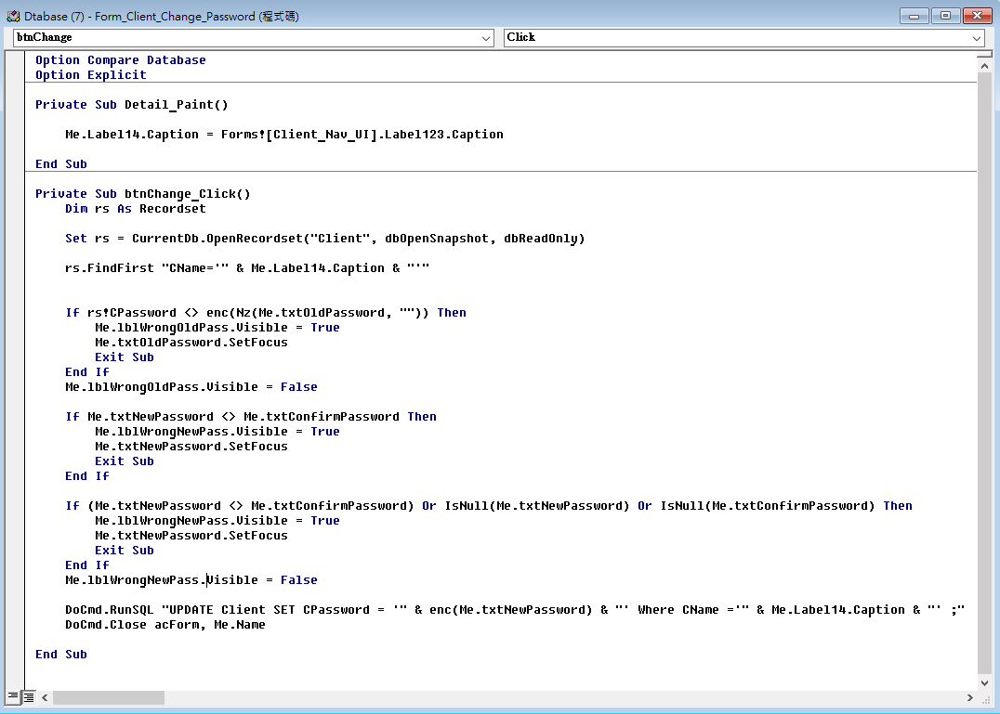 Dtabase (7) - Form_Client_Change_Password (程式碼)
btnChange
Click
Option Compare Database
Option Explicit
Private Sub Detail_Paint()
Me.Label14.Caption = Forms![Client_Nav_UI].Label123.Caption
End Sub
Private Sub btnChange_Click()
Dim rs As Recordset
Set rs = CurrentDb.OpenRecordset("Client", dbOpenSnapshot, dbReadOnly)
rs.FindFirst "CName='" & Me.Label14.Caption & "'"
If rs!CPassword <> enc(Nz(Me.txtOldPassword, "")) Then
Me.lblWrongOldPass.Visible = True
Me.txtOldPassword.SetFocus
Exit Sub
End If
Me.lblWrongOldPass.Visible = False
If Me.txtNewPassword <> Me.txtConfirmPassword Then
Me.lblWrongNewPass.Visible = True
Me.txtNewPassword.SetFocus
Exit Sub
End If
If (Me.txtNewPassword <> Me.txtConfirmPassword) Or IsNull(Me.txtNewPassword) Or IsNull(Me.txtConfirmPassword) Then
Me.lblWrongNewPass.Visible = True
Me.txtNewPassword.SetFocus
Exit Sub
End If
Me.lblWrongNewPass.Visible = False
DoCmd.RunSQL "UPDATE Client SET CPassword = '" & enc(Me.txtNewPassword) & "' Where CName ='" & Me.Label14.Caption & "' ;"
DoCmd.Close acForm, Me.Name
End Sub